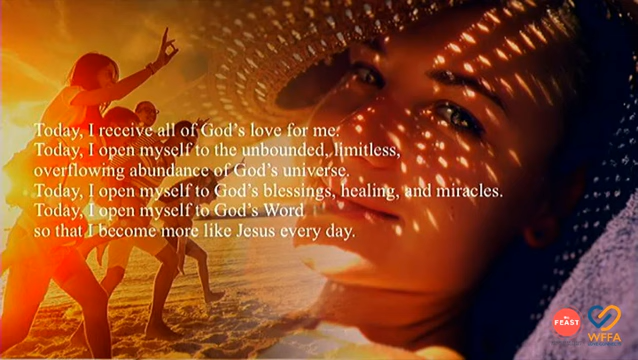 Today, I receive all of God's love for me.
Today, I open myself to the unbounded, limitless,
overflowing abundance of God's universe.
Today, I open myself to God's blessings, healing, and miracles.
Today, I open myself to God's Word
so that I become more like Jesus every day.
FEAST
WFFA